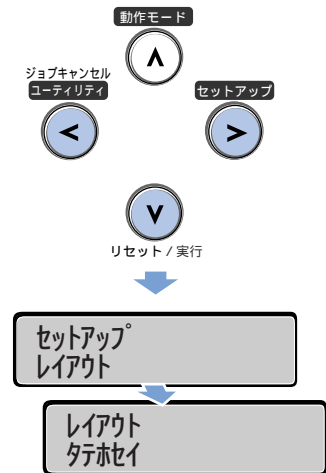 動作モード
∧
ジョブキャンセル
ユーティリティ
<
セットアップ
>
∨
リセット / 実行
セットアップ
レイアウト
レイアウト
タテホセイ